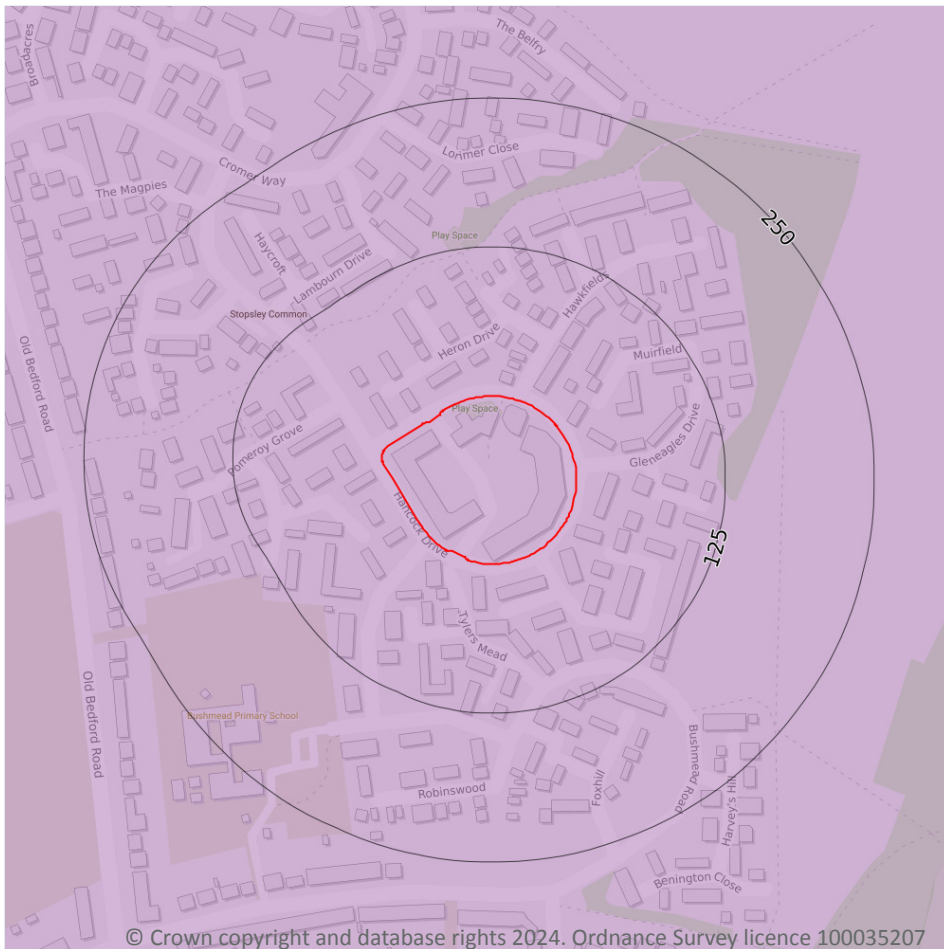 The Belfry
Broadacres
Lorimer Close
Cromer Way
The Magpies
250
Play Space
Haycroft
Lambourn Drive
Hawkfields
Stopsley Common
Heron Drive
Muirfield
Old Bedford Road
Play Space
Pomeroy Grove
Gleneagles Drive
Hancock Drive
125
Tylers Mead
Old Bedford Road
Bushmead Primary School
Bushmead Road
Robinswood
Foxhill
Harvey's Hill
Benington Close
© Crown copyright and database rights 2024. Ordnance Survey licence 100035207